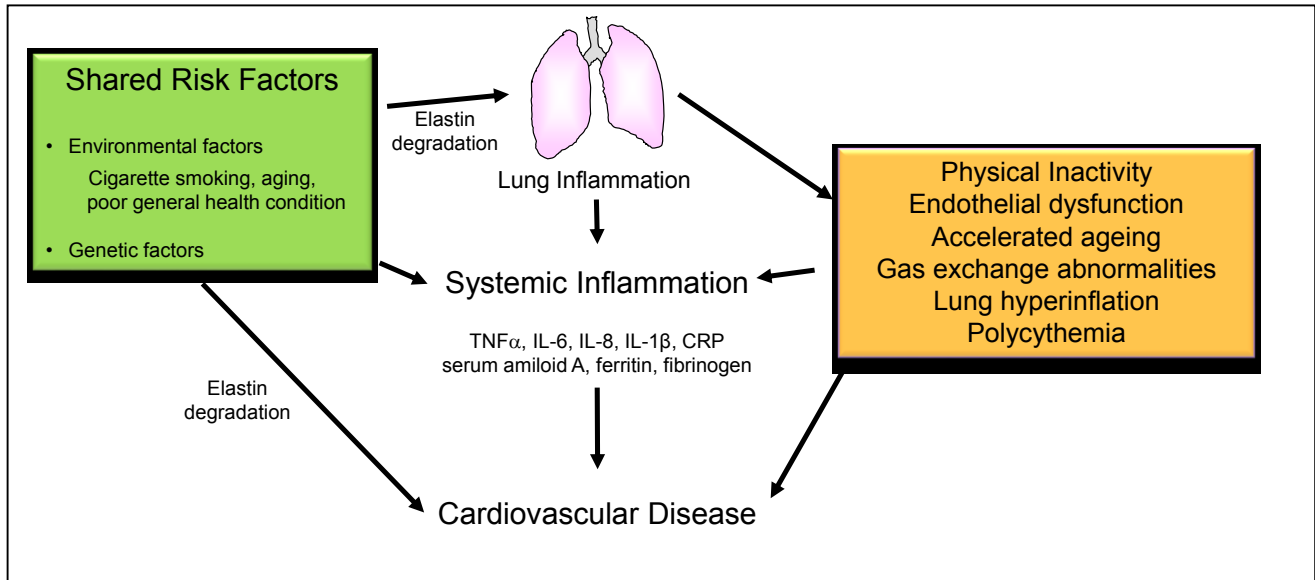 Shared Risk Factors
• Environmental factors
Cigarette smoking, aging,
poor general health condition
• Genetic factors
Elastin
degradation
Lung Inflammation
Physical Inactivity
Endothelial dysfunction
Accelerated ageing
Gas exchange abnormalities
Lung hyperinflation
Polycythemia
Systemic Inflammation
TNFα, IL-6, IL-8, IL-1β, CRP
serum amiloid A, ferritin, fibrinogen
Elastin
degradation
Cardiovascular Disease